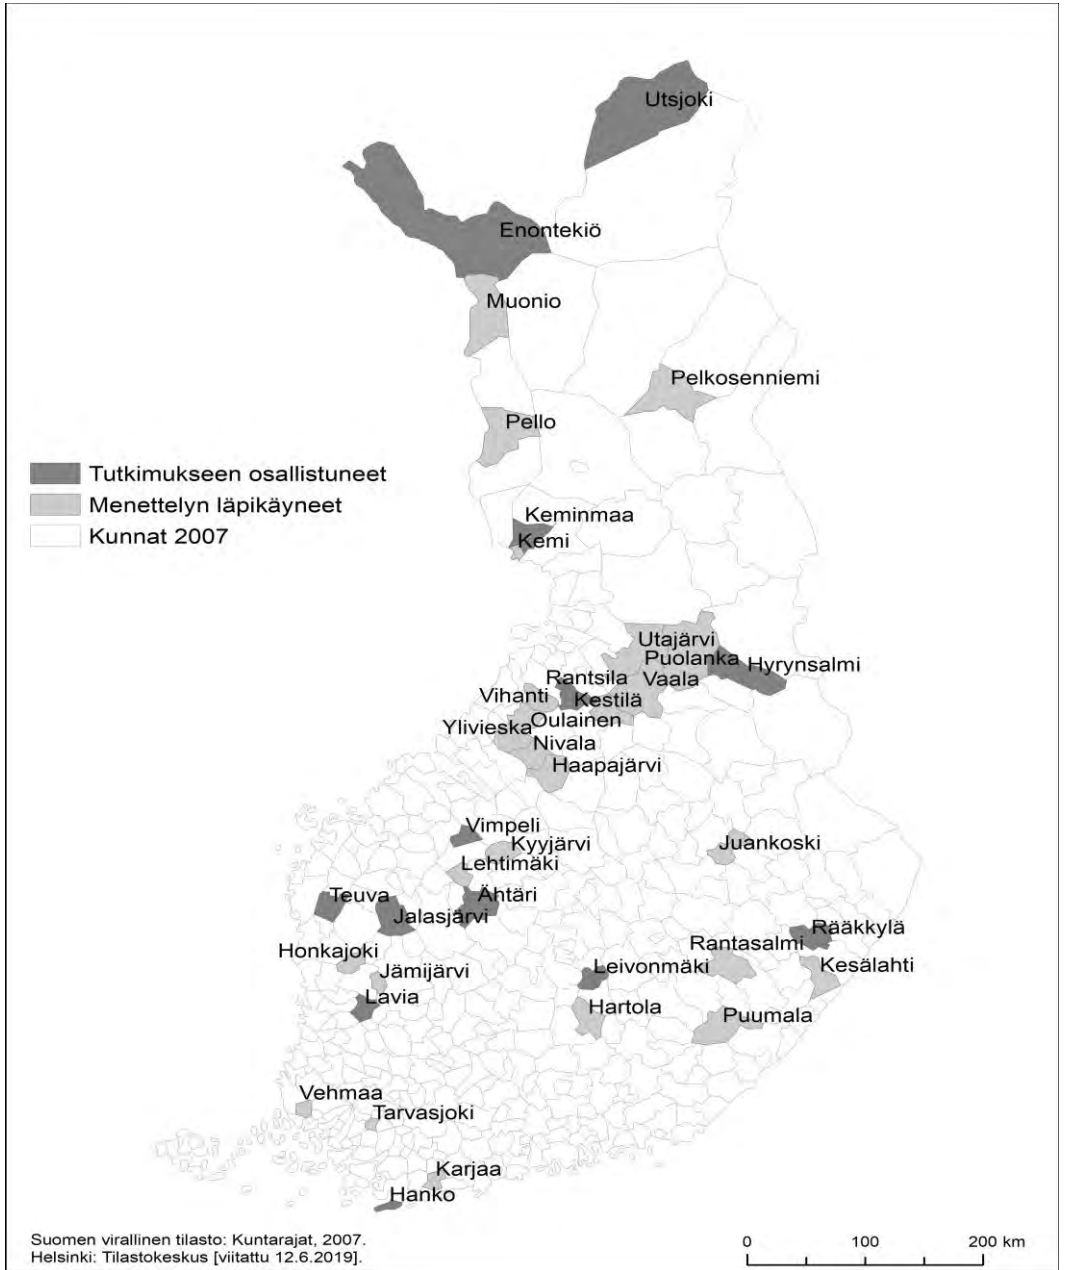 Utsjoki
Enontekiö
Muonio
Pelkosenniemi
Pello
Tutkimukseen osallistuneet
Menettelyn läpikäyneet
Kunnat 2007
Keminmaa
Kemi
Utajärvi
Puolanka
Hyrynsalmi
Rantsila
Vaala
Vihanti
Kestilä
Ylivieska
Oulainen
Nivala
Haapajärvi
Vimpeli
Kyyjärvi
Juankoski
Lehtimäki
Teuva
Ähtäri
Jalasjärvi
Rääkkylä
Honkajoki
Rantasalmi
Jämijärvi
Leivonmäki
Kesälahti
Lavia
Hartola
Puumala
Vehmaa
Tarvasjoki
Karjaa
Hanko
Suomen virallinen tilasto: Kuntarajat, 2007.
Helsinki: Tilastokeskus [viitattu 12.6.2019].
0 100 200 km